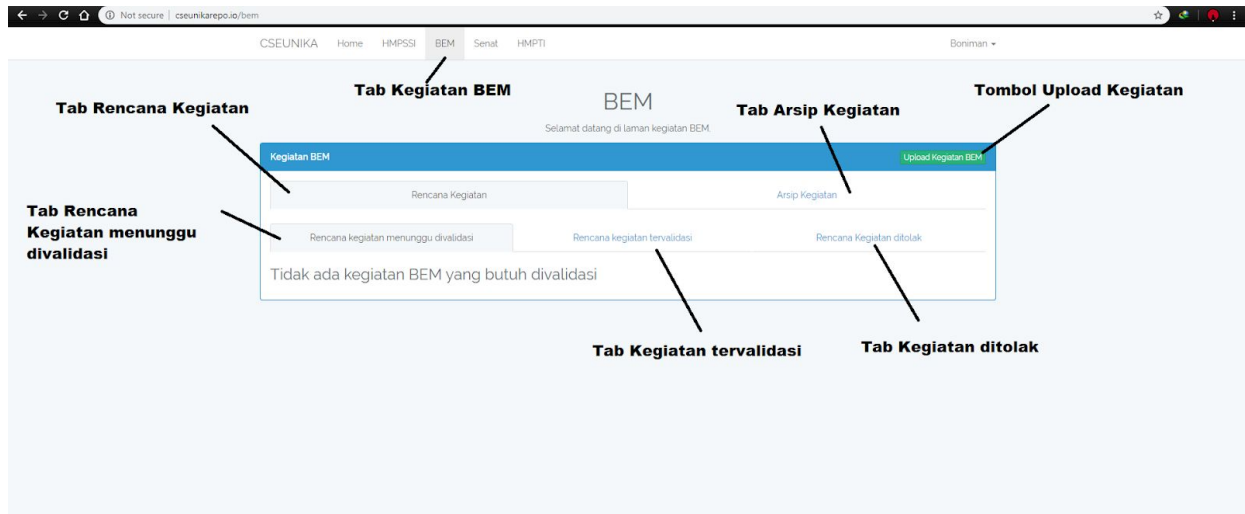 Not secure | cseunikarepo.io/bem
CSEUNIKA Home HMPSSI BEM Senat HMPTI Boniman
Tab Kegiatan BEM
Tombol Upload Kegiatan
Tab Rencana Kegiatan
BEM
Tab Arsip Kegiatan
Selamat datang di laman kegiatan BEM.
Kegiatan BEM Upload Kegiatan BEM
Rencana Kegiatan Arsip Kegiatan
Tab Rencana
Kegiatan menunggu
divalidasi
Rencana kegiatan menunggu divalidasi Rencana kegiatan tervalidasi Rencana Kegiatan ditolak
Tidak ada kegiatan BEM yang butuh divalidasi
Tab Kegiatan tervalidasi
Tab Kegiatan ditolak